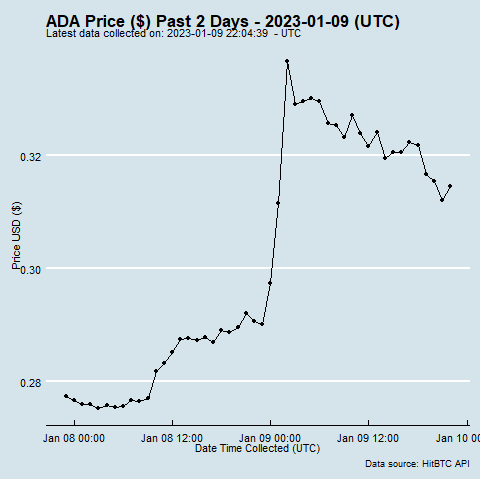 ADA Price ($) Past 2 Days - 2023-01-09 (UTC)
Latest data collected on: 2023-01-09 22:04:39 - UTC
Price USD ($)
0.32
0.30
0.28
Jan 08 00:00
Jan 08 12:00
Jan 09 00:00
Jan 09 12:00
Jan 10 00
Date Time Collected (UTC)
Data source: HitBTC API